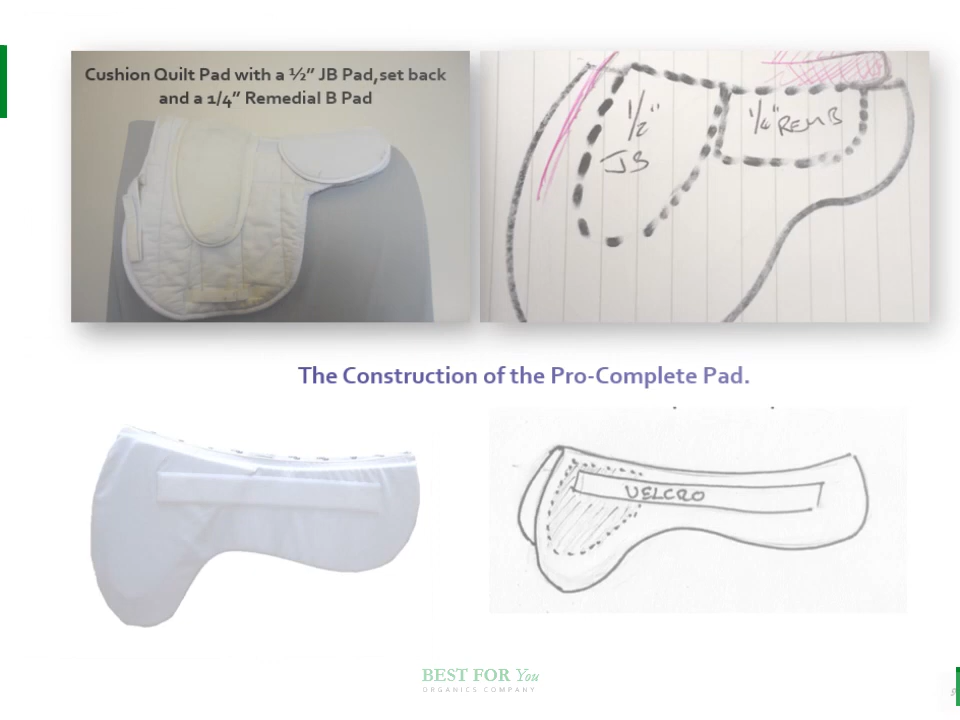 Cushion Quilt Pad with a ½” JB Pad,set back
and a 1/4” Remedial B Pad
1/2"
JB
1/4" REM B
The Construction of the Pro-Complete Pad.
VELCRO
BEST FOR You
ORGANICS COMPANY